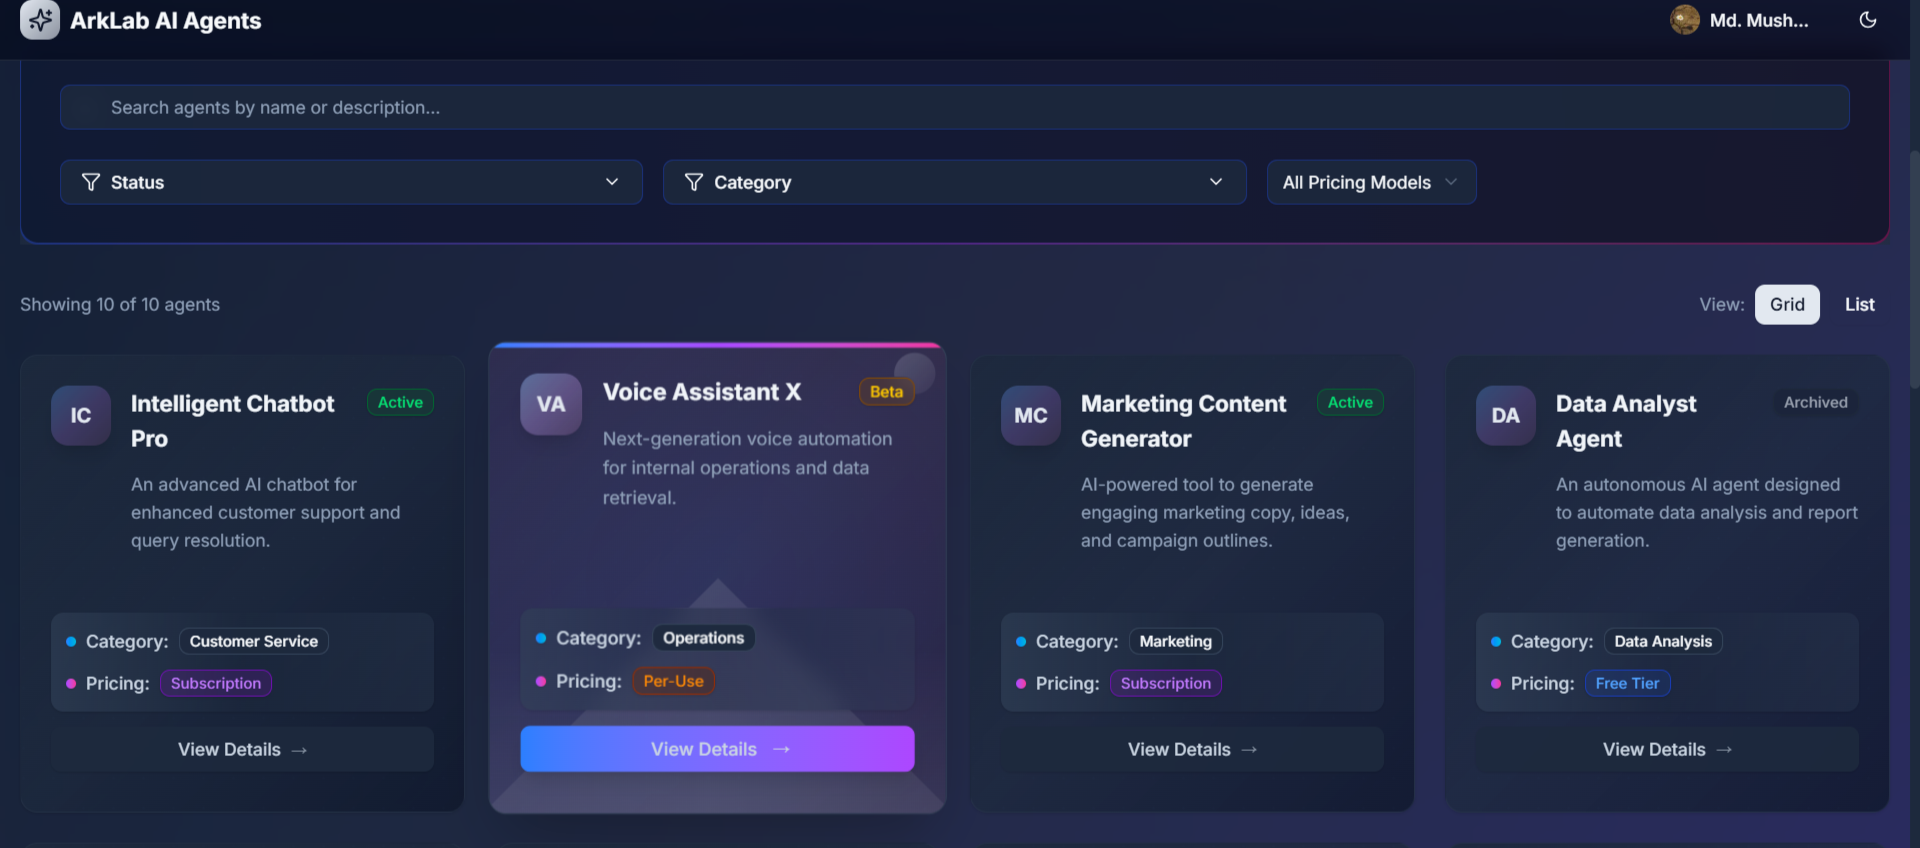 ArkLab AI Agents
Md. Mush...
Search agents by name or description...
Status
Category
All Pricing Models
Showing 10 of 10 agents
View:
Grid
List
IC
Intelligent Chatbot
Pro
Active
An advanced AI chatbot for
enhanced customer support and
query resolution.
Category: Customer Service
Pricing: Subscription
View Details →
VA
Voice Assistant X
Beta
Next-generation voice automation
for internal operations and data
retrieval.
Category: Operations
Pricing: Per-Use
View Details →
MC
Marketing Content
Generator
Active
AI-powered tool to generate
engaging marketing copy, ideas,
and campaign outlines.
Category: Marketing
Pricing: Subscription
View Details →
DA
Data Analyst
Agent
Archived
An autonomous AI agent designed
to automate data analysis and report
generation.
Category: Data Analysis
Pricing: Free Tier
View Details →